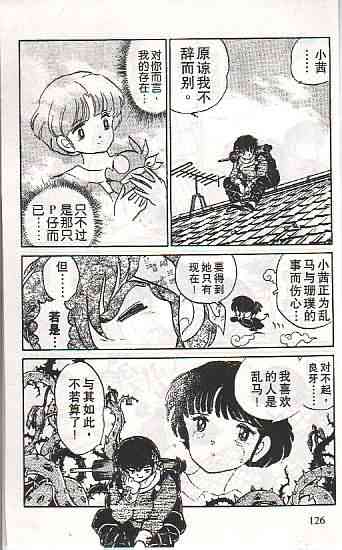 小茜
…
原谅我不
辞而别。
对你而言，
我的存在…
只不过
是那只
P仔而
已……
小茜正为乱
马与珊璞的
事而伤心…
要得到
她只有
现在！
但…
若是…
对不起，
良牙…
我喜欢
的人是
乱马！
与其如此，
不若算了！
126